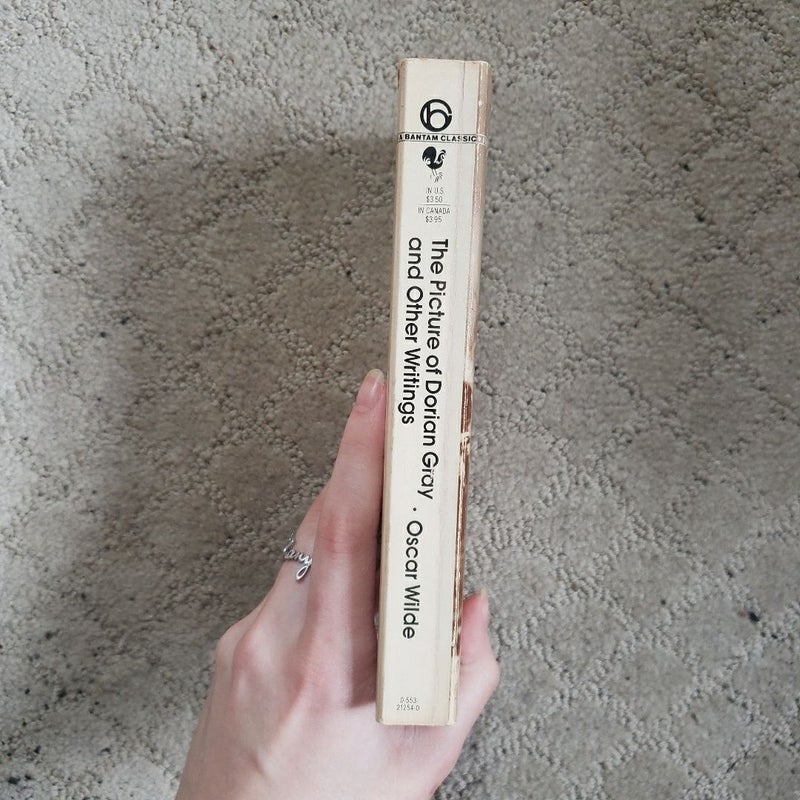 A BANTAM CLASSIC
IN U.S.
$3.50
IN CANADA
$3.95
The Picture of Dorian Gray
and Other Writings
· Oscar Wilde
0-553-
21254-0